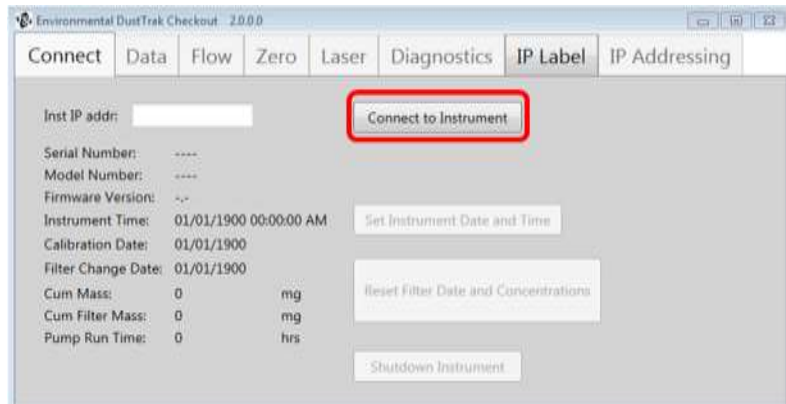 Environmental DustTrak Checkout 2.0.0.0
Connect Data Flow Zero Laser Diagnostics IP Label IP Addressing
Inst IP addr: Connect to Instrument
Serial Number: ----
Model Number: ----
Firmware Version: -.-
Instrument Time: 01/01/1900 00:00:00 AM Set Instrument Date and Time
Calibration Date: 01/01/1900
Filter Change Date: 01/01/1900
Cum Mass: 0 mg Reset Filter Date and Concentrations
Cum Filter Mass: 0 mg
Pump Run Time: 0 hrs
Shutdown Instrument